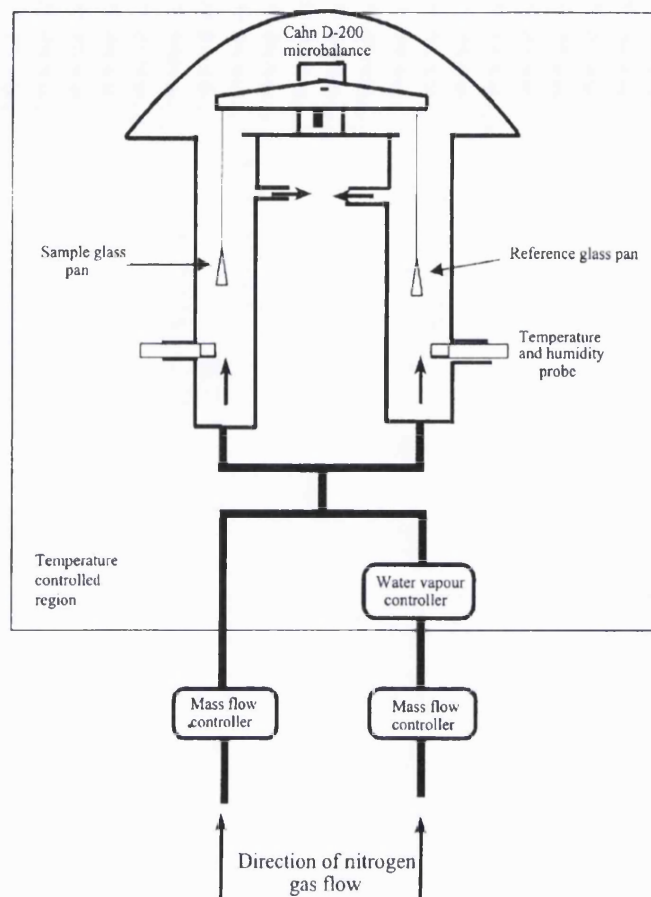 Cahn D-200
microbalance
Sample glass
pan
Reference glass pan
Temperature
and humidity
probe
Temperature
controlled
region
Water vapour
controller
Mass flow
controller
Mass flow
controller
Direction of nitrogen
gas flow